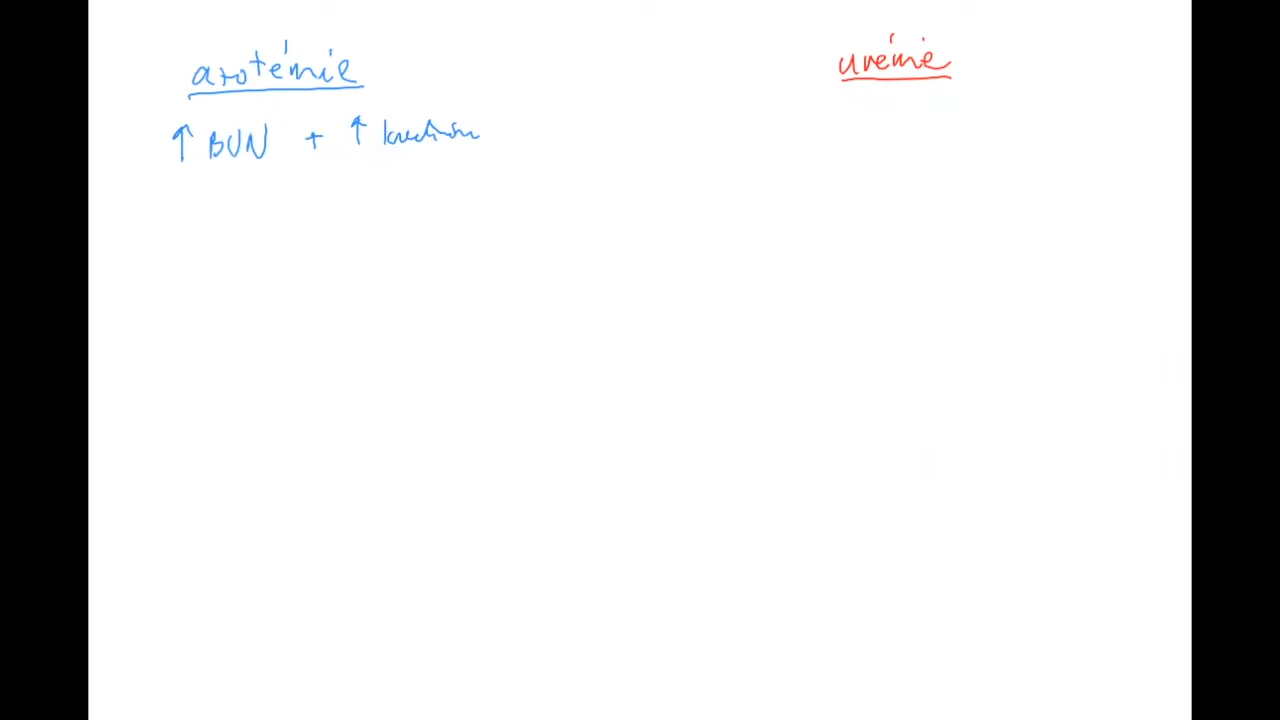 azotémie
urémie
↑ BUN + ↑ kreatinin